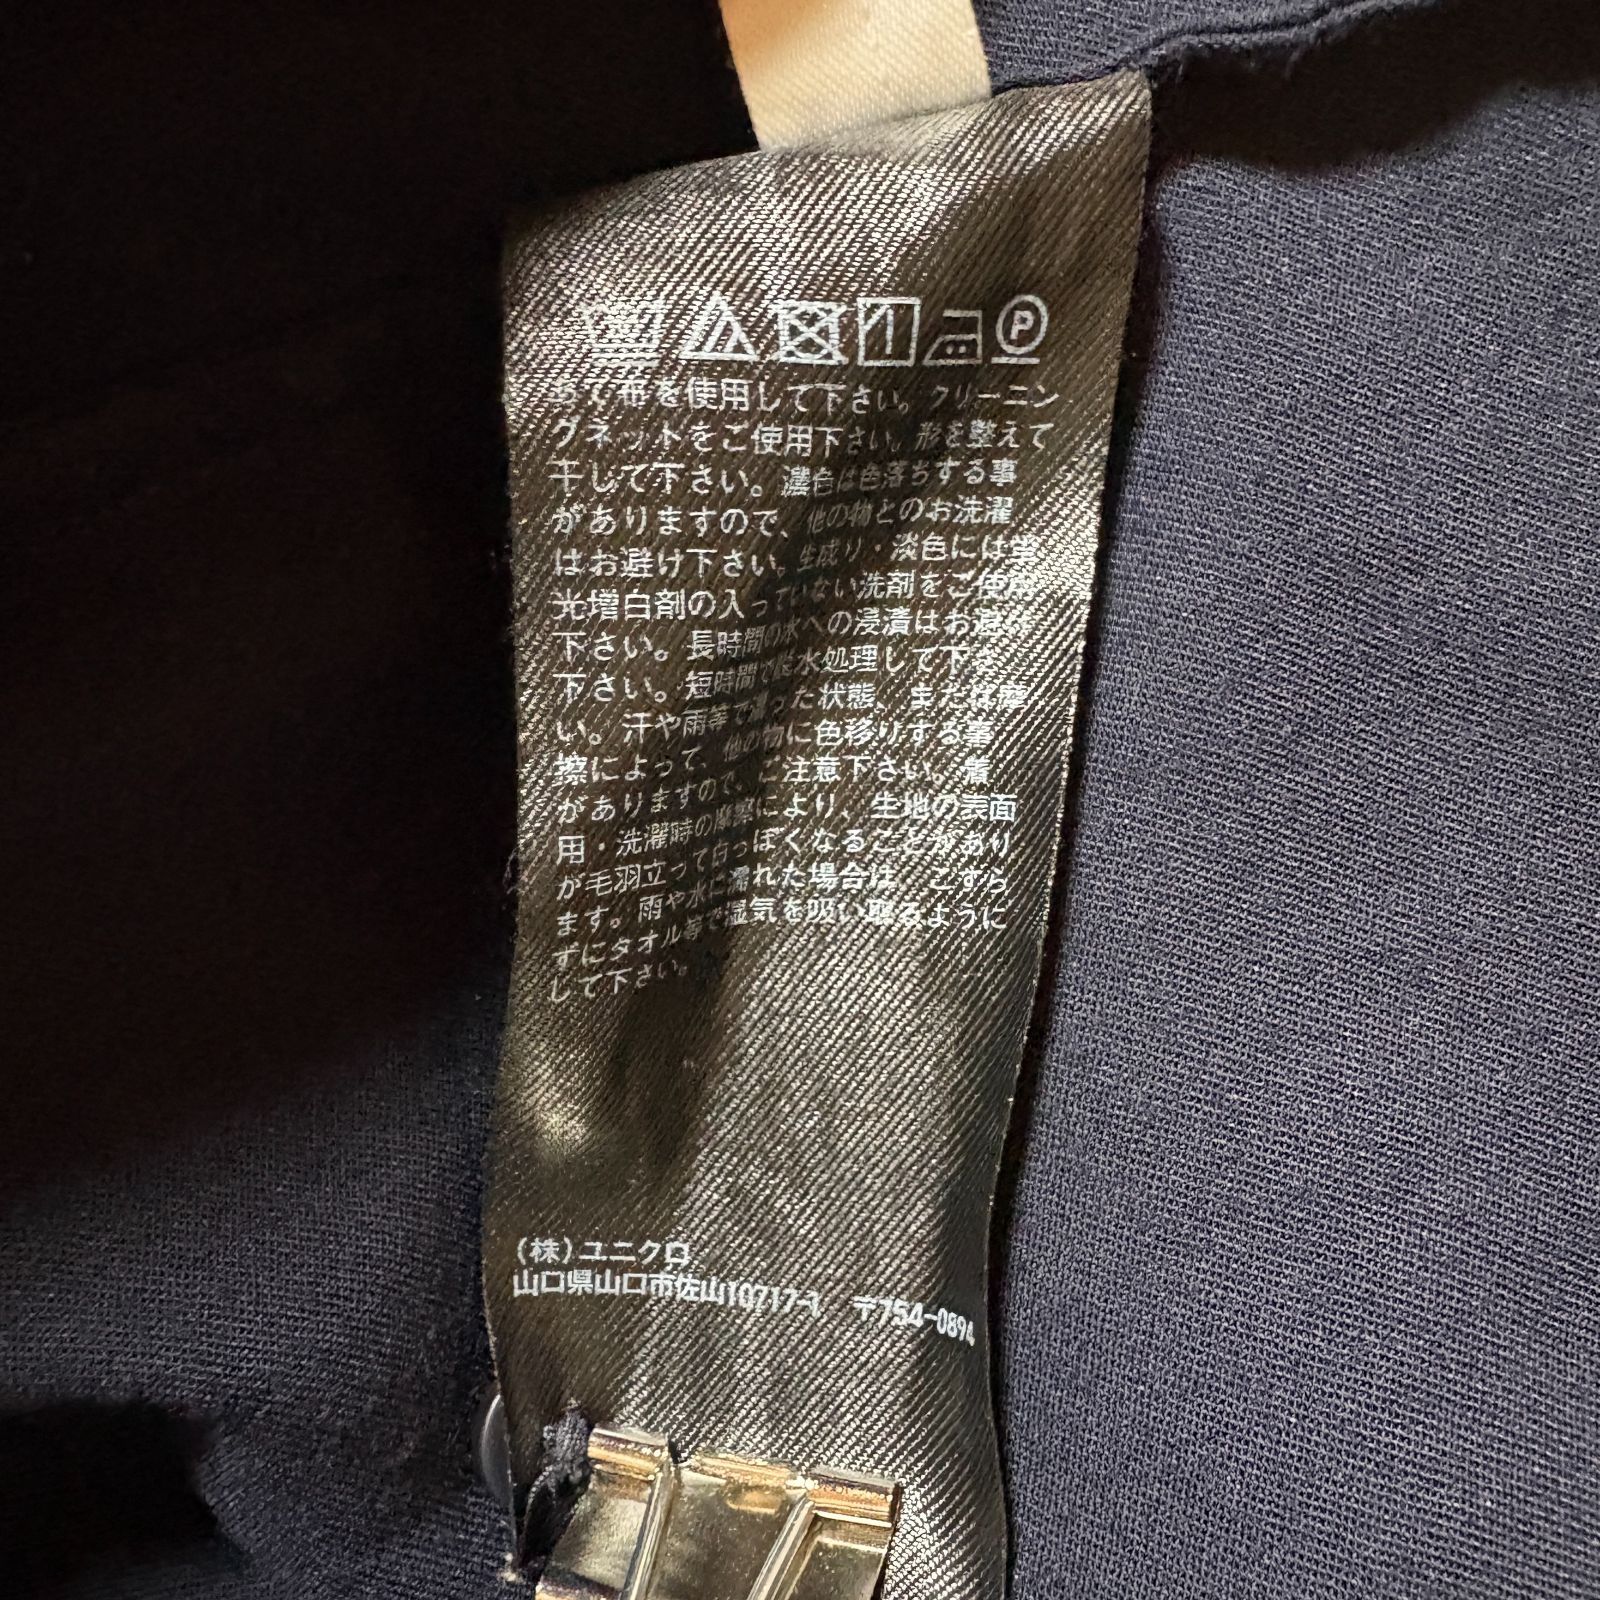 P
あて布を使用して下さい。クリーニン
グネットをご使用下さい。形を整えて
干して下さい。濃色は色落ちする事
がありますので、他の物とのお洗濯
はお避け下さい。生成り・淡色には蛍
光増白剤の入っていない洗剤をご使用
下さい。長時間の水への浸漬はお避け
下さい。短時間で脱水処理して下さ
い。汗や雨等で湿った状態、または摩
擦によって、他の物に色移りする事
がありますので、ご注意下さい。着
用・洗濯時の摩擦により、生地の表面
が毛羽立って白っぽくなることがあり
ます。雨や水に濡れた場合は、こすら
ずにタオル等で湿気を吸い取るように
して下さい。
(株)ユニクロ
山口県山口市佐山10717-1 〒754-0894